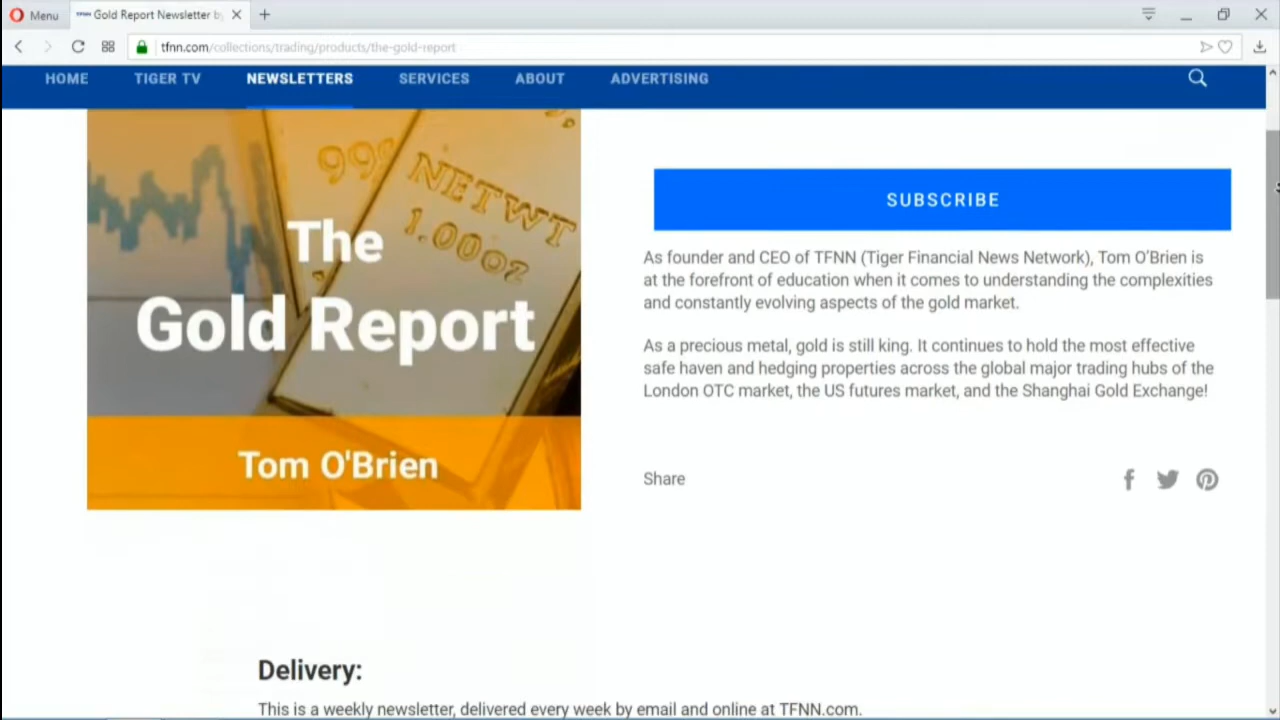 Menu
Gold Report Newsletter by
tfnn.com/collections/trading/products/the-gold-report
HOME TIGER TV NEWSLETTERS SERVICES ABOUT ADVERTISING
999
NETWT
1.00oz
The
Gold Report
Tom O'Brien
SUBSCRIBE
As founder and CEO of TFNN (Tiger Financial News Network), Tom O'Brien is
at the forefront of education when it comes to understanding the complexities
and constantly evolving aspects of the gold market.
As a precious metal, gold is still king. It continues to hold the most effective
safe haven and hedging properties across the global major trading hubs of the
London OTC market, the US futures market, and the Shanghai Gold Exchange!
Share
Delivery:
This is a weekly newsletter, delivered every week by email and online at TFNN.com.